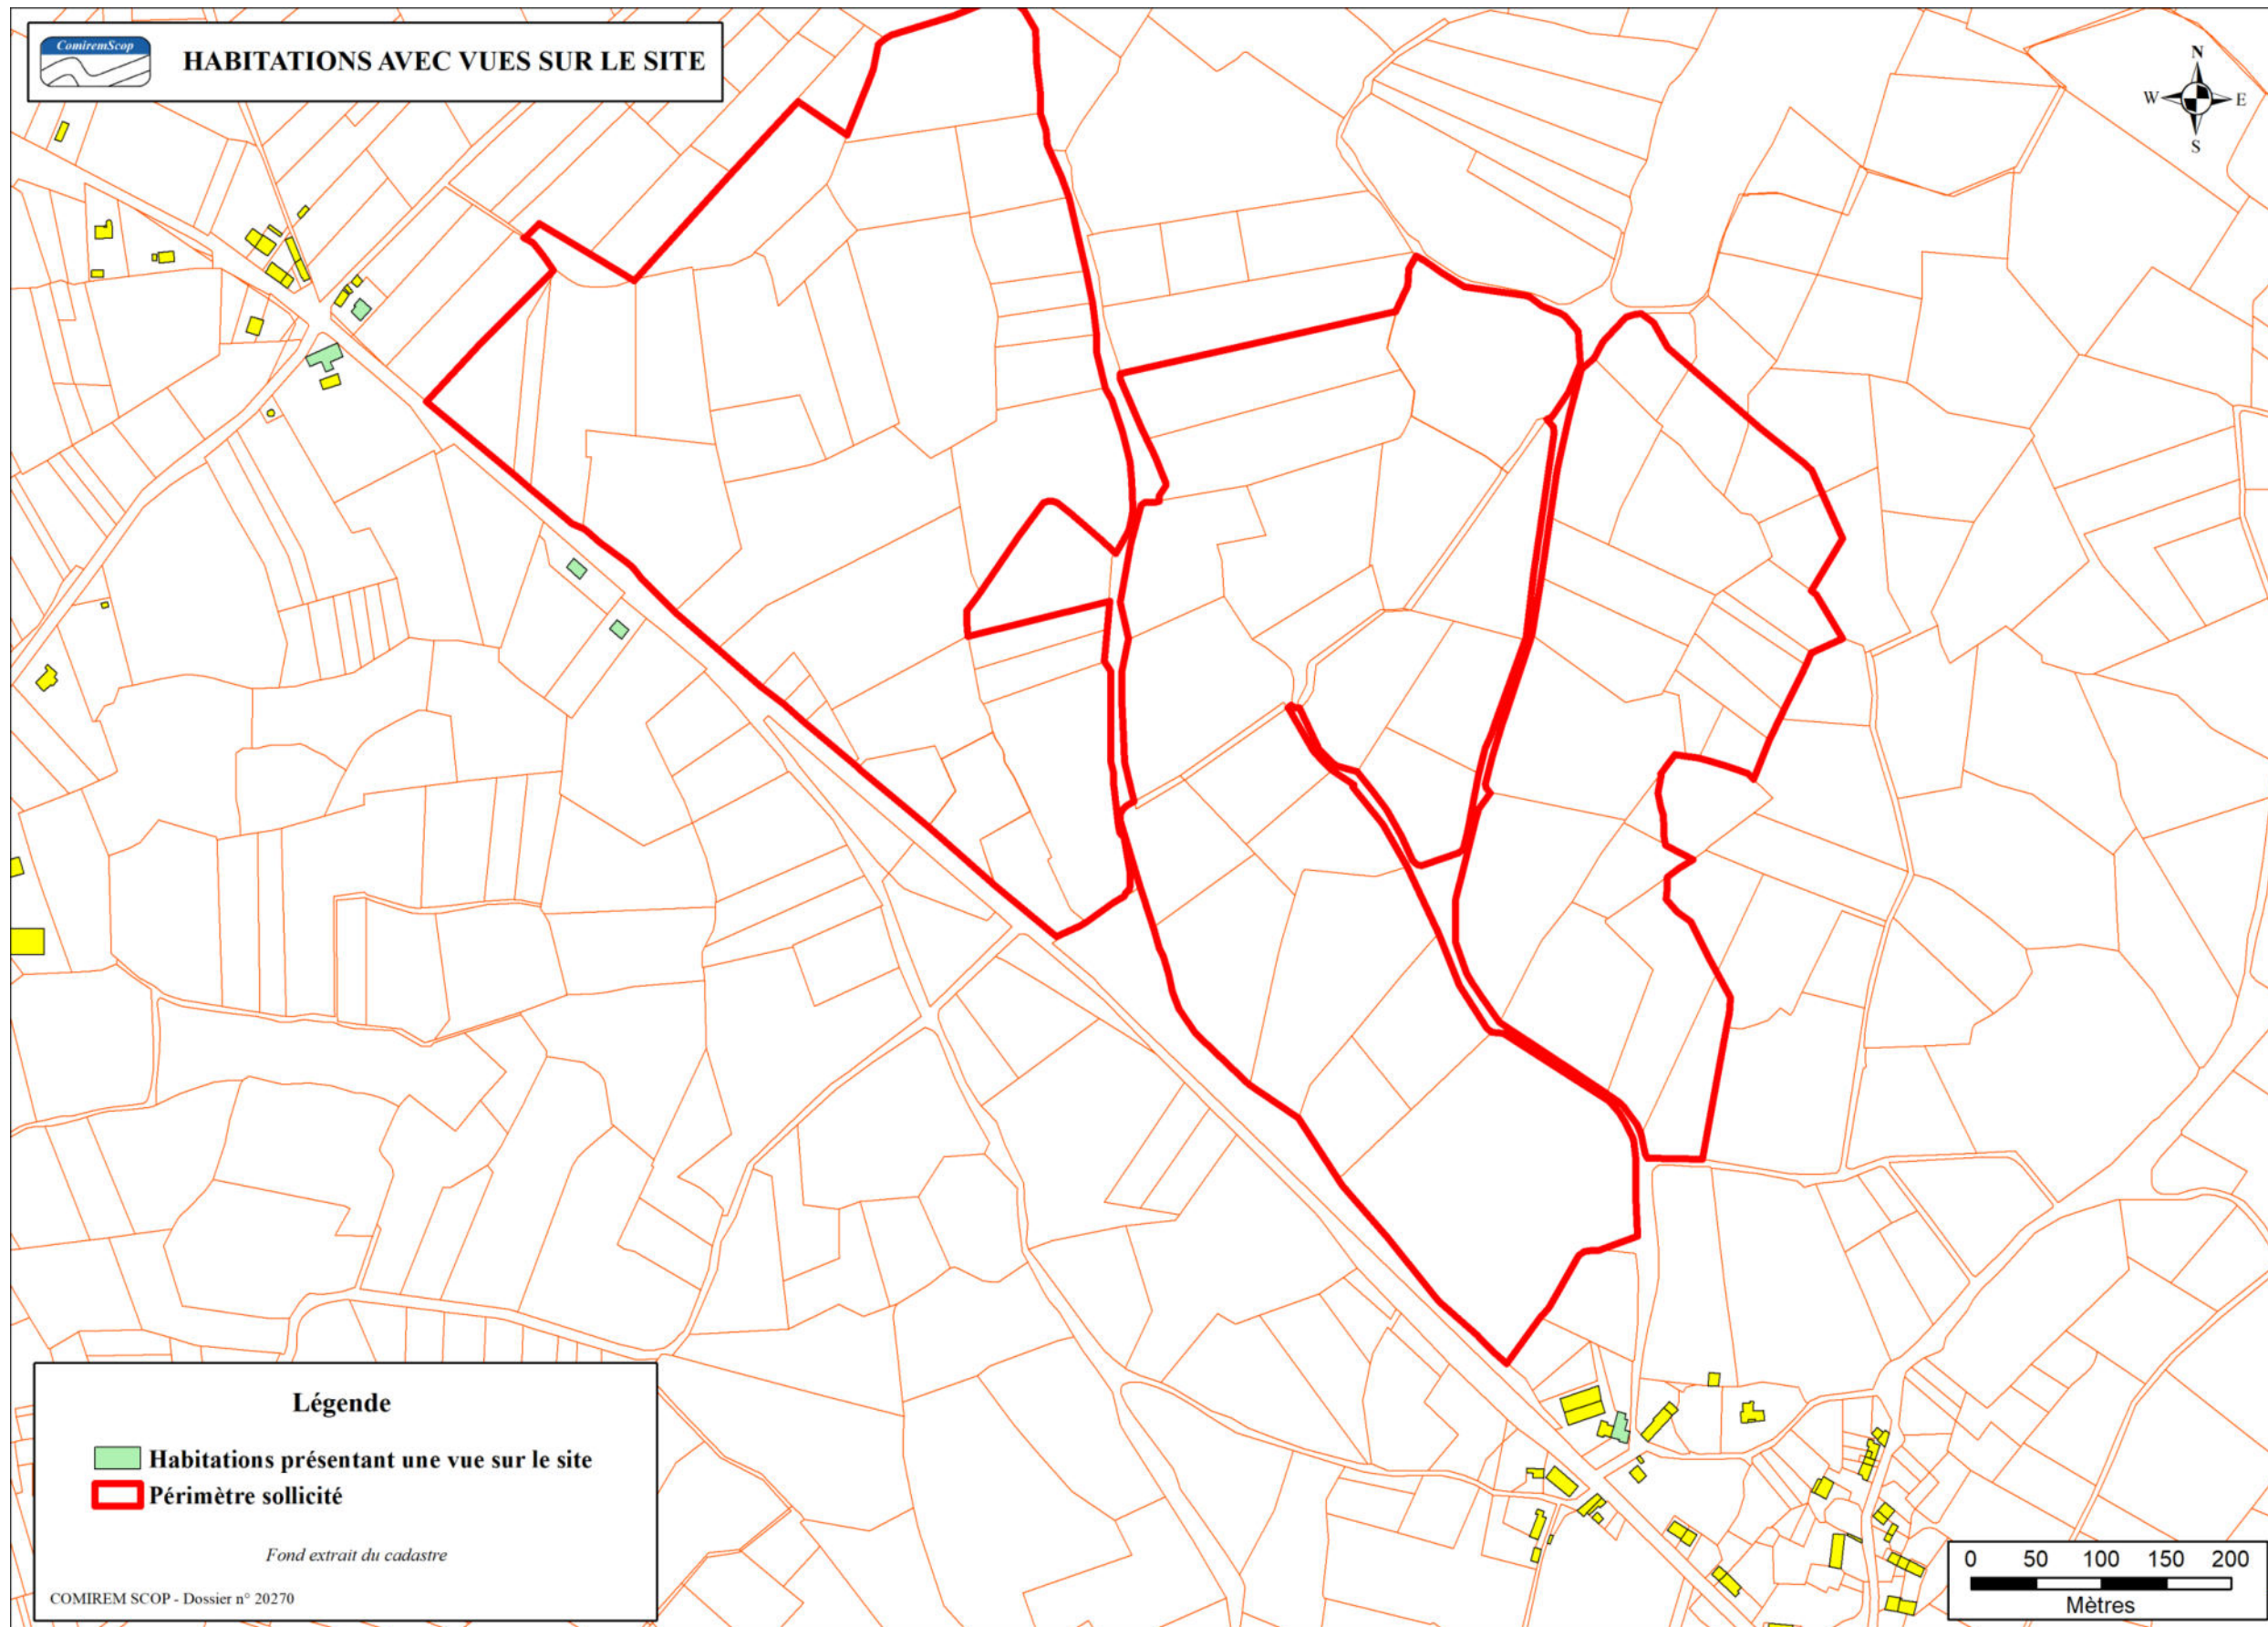 ComiremScop
HABITATIONS AVEC VUES SUR LE SITE
N
W E
S
Légende
Habitations présentant une vue sur le site
Périmètre sollicité
Fond extrait du cadastre
COMIREM SCOP - Dossier n° 20270
0 50 100 150 200
Mètres